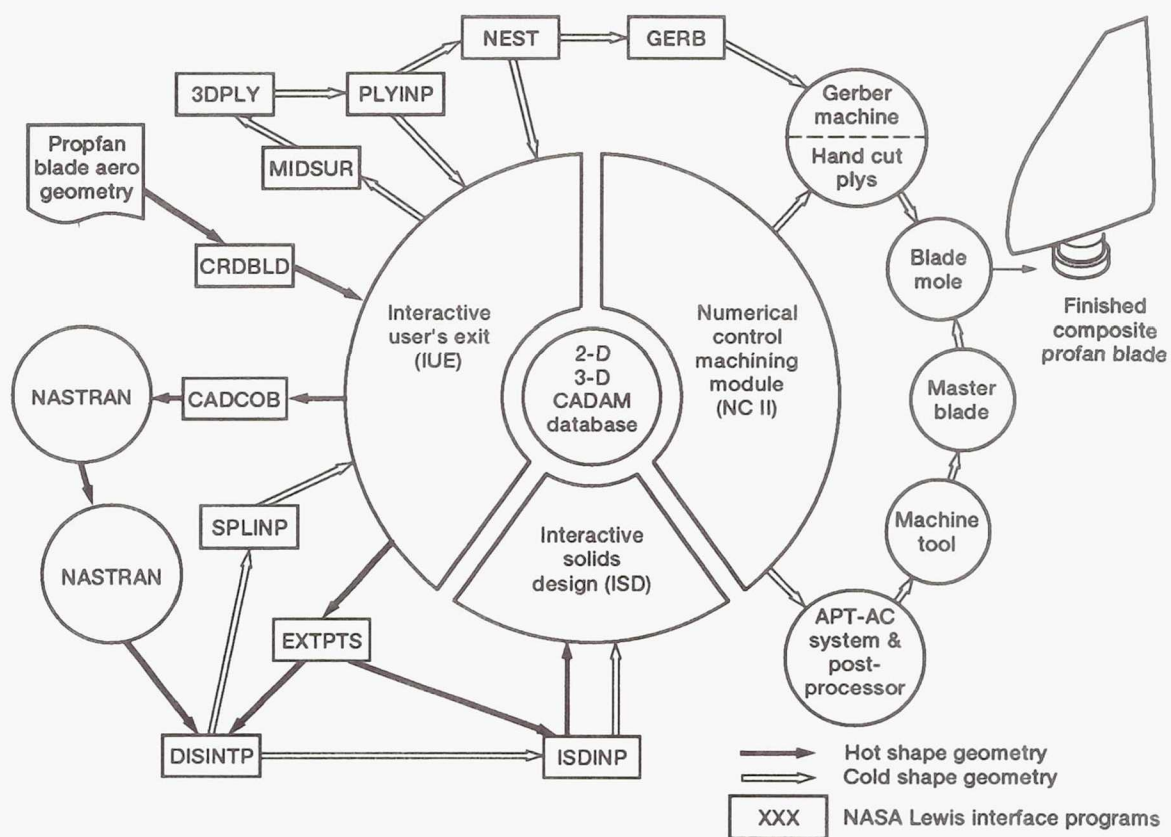 NEST
GERB
3DPLY
PLYINP
MIDSUR
Propfan
blade aero
geometry
CRDBLD
Gerber
machine
Hand cut
plys
Blade
mole
Finished
composite
profan blade
Interactive
user's exit
(IUE)
2-D
3-D
CADAM
database
Numerical
control
machining
module
(NC II)
Master
blade
NASTRAN
CADCOB
SPLINP
NASTRAN
Machine
tool
Interactive
solids
design (ISD)
EXTPTS
APT-AC
system &
post-
processor
DISINTP
ISDINP
Hot shape geometry
Cold shape geometry
XXX NASA Lewis interface programs